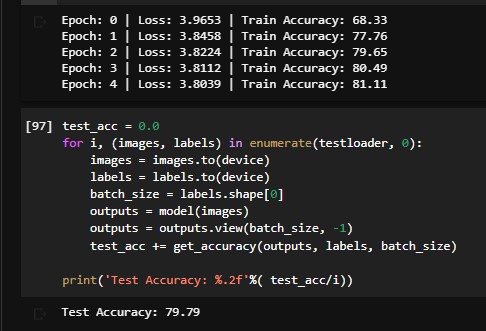 Epoch: 0 | Loss: 3.9653 | Train Accuracy: 68.33
Epoch: 1 | Loss: 3.8458 | Train Accuracy: 77.76
Epoch: 2 | Loss: 3.8224 | Train Accuracy: 79.65
Epoch: 3 | Loss: 3.8112 | Train Accuracy: 80.49
Epoch: 4 | Loss: 3.8039 | Train Accuracy: 81.11
[97] test_acc = 0.0
for i, (images, labels) in enumerate(testloader, 0):
    images = images.to(device)
    labels = labels.to(device)
    batch_size = labels.shape[0]
    outputs = model(images)
    outputs = outputs.view(batch_size, -1)
    test_acc += get_accuracy(outputs, labels, batch_size)
print('Test Accuracy: %.2f'%( test_acc/i))
Test Accuracy: 79.79